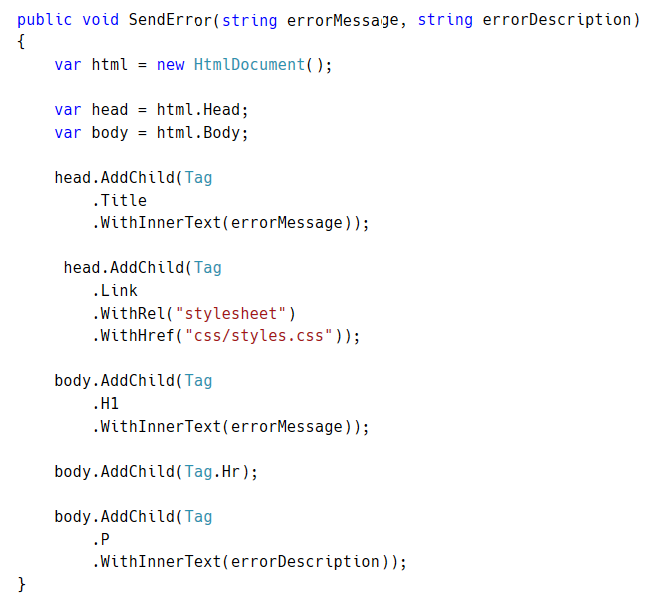 public void SendError(string errorMessage, string errorDescription)
{
    var html = new HtmlDocument();

    var head = html.Head;
    var body = html.Body;

    head.AddChild(Tag
        .Title
        .WithInnerText(errorMessage));

     head.AddChild(Tag
        .Link
        .WithRel("stylesheet")
        .WithHref("css/styles.css"));

    body.AddChild(Tag
        .H1
        .WithInnerText(errorMessage));

    body.AddChild(Tag.Hr);

    body.AddChild(Tag
        .P
        .WithInnerText(errorDescription));
}